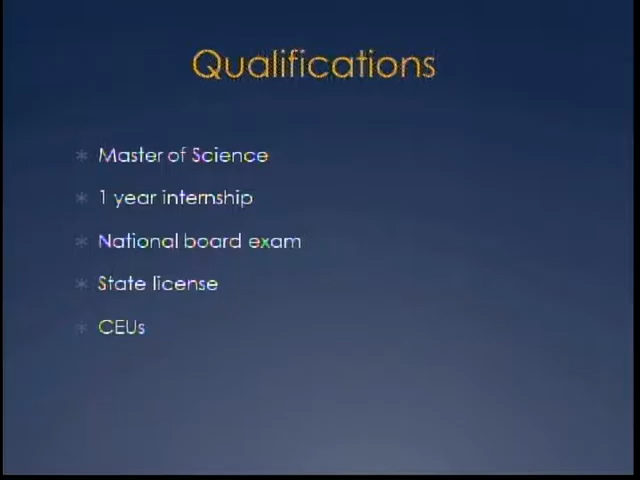 Qualifications
Master of Science
1 year internship
National board exam
State license
CEUs